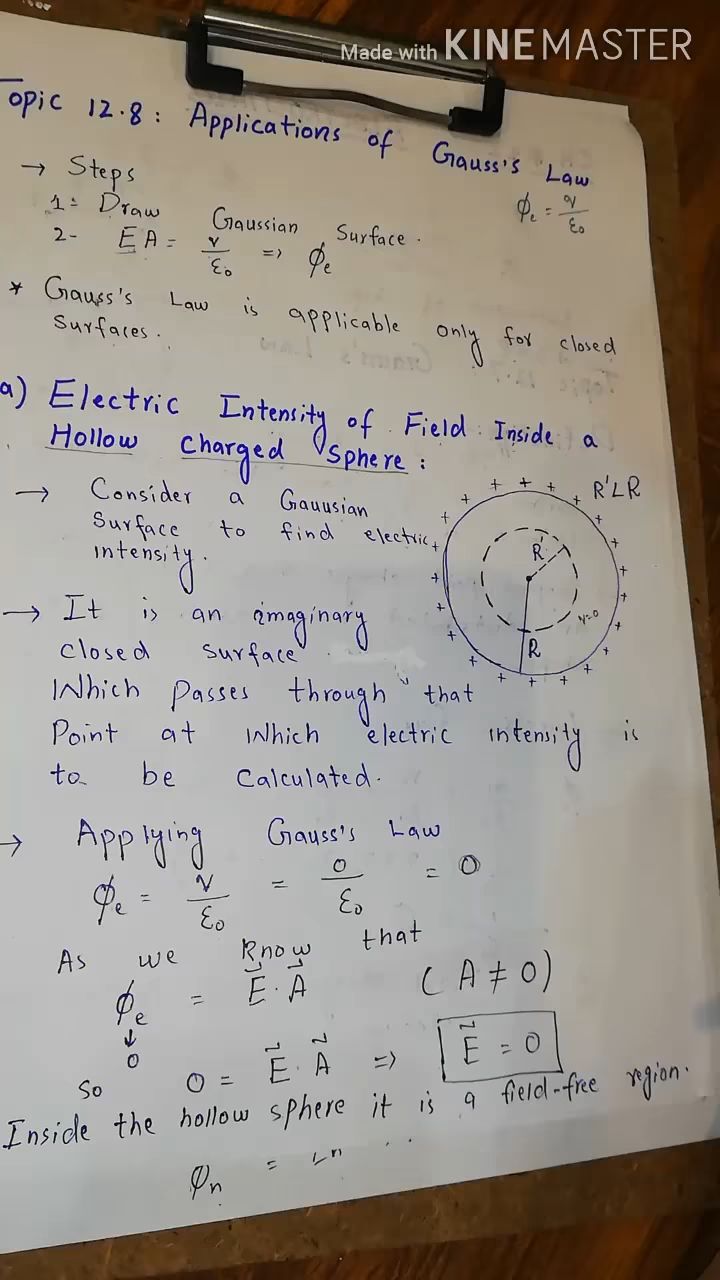 Made with KINEMASTER
Topic 12.8: Applications of Gauss's Law
→ Steps
ϕe = q/ε0
1- Draw Gaussian Surface.
2- EA = q/ε0 => ϕe
* Gauss's Law is applicable only for closed
surfaces.
a) Electric Intensity of Field Inside a
Hollow Charged Sphere:
R'<R
→ Consider a Gauusian
Surface to find electric
intensity.
R'
q=0
R
→ It is an imaginary
closed surface
Which passes through that
Point at which electric intensity is
to be calculated.
→ Applying Gauss's Law
ϕe = q/ε0 = 0/ε0 = 0
As we know that
ϕe = E⃗ . A⃗ (A ≠ 0)
↓
0
So 0 = E⃗ . A⃗ => E⃗ = 0
Inside the hollow sphere it is a field-free region.